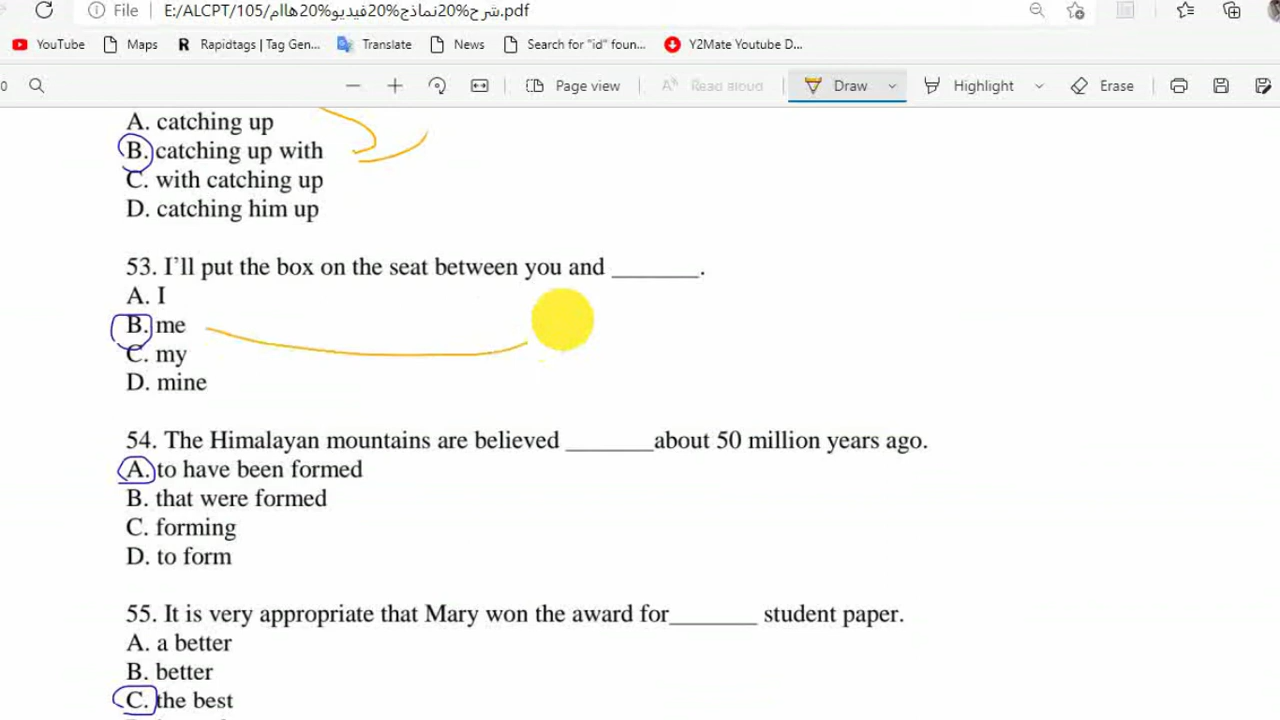 File E:/ALCPT/105/شرح%20نماذج%20فيديو%20هاام.pdf
YouTube Maps R Rapidtags | Tag Gen... Translate News Search for "id" foun... Y2Mate Youtube D...
Page view Read aloud Draw Highlight Erase
A. catching up
B. catching up with
C. with catching up
D. catching him up
53. I’ll put the box on the seat between you and _______.
A. I
B. me
C. my
D. mine
54. The Himalayan mountains are believed _______about 50 million years ago.
A. to have been formed
B. that were formed
C. forming
D. to form
55. It is very appropriate that Mary won the award for_______ student paper.
A. a better
B. better
C. the best